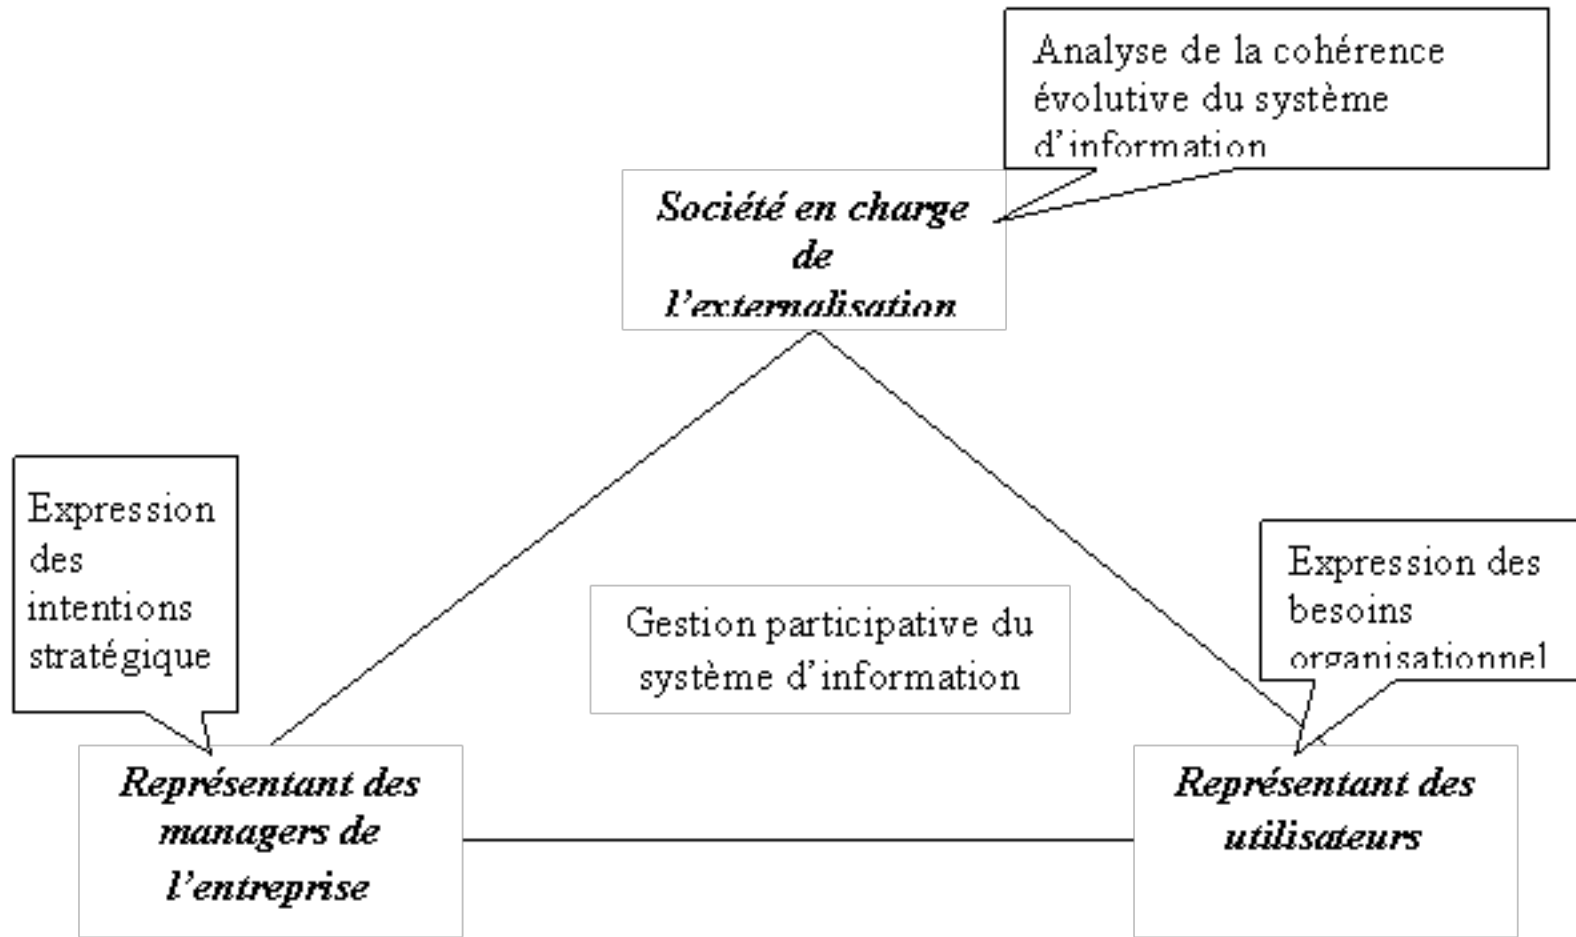 Analyse de la cohérence
évolutive du système
d'information
Société en charge
de
l'externalisation
Expression
des
intentions
stratégique
Expression des
besoins
organisationnel
Gestion participative du
système d'information
Représentant des
managers de
l'entreprise
Représentant des
utilisateurs